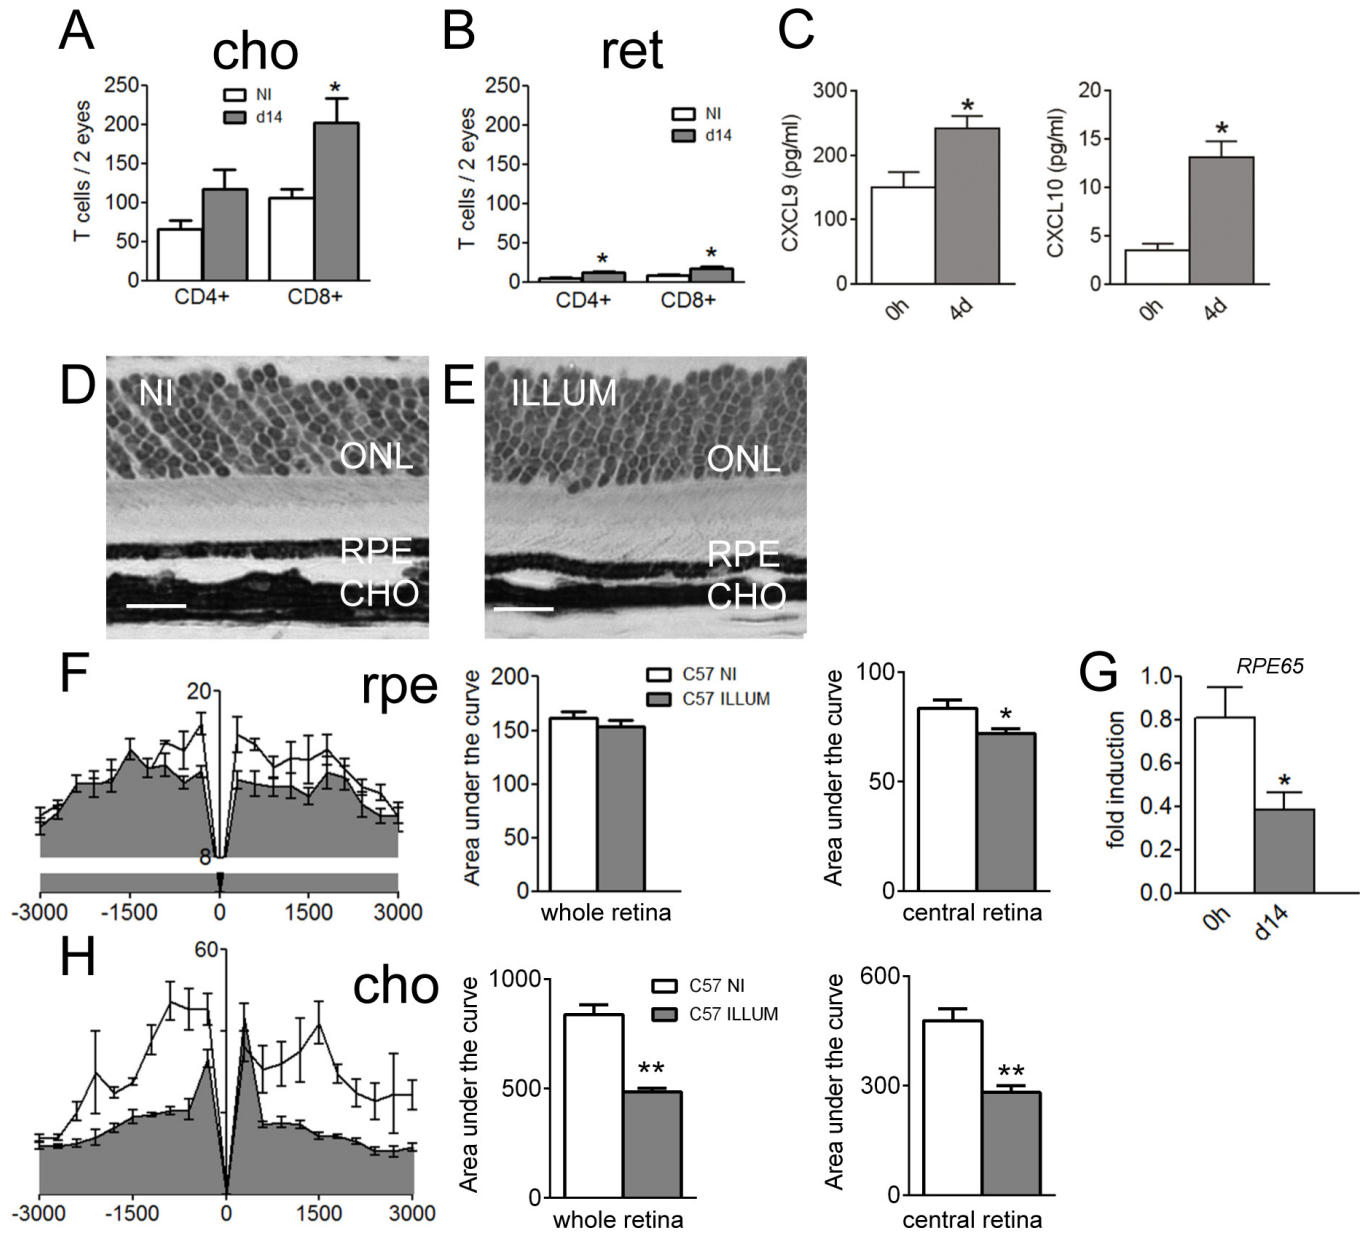 A
cho
250
200
150
100
50
0
T cells / 2 eyes
NI
d14
*
CD4+
CD8+
B
ret
250
200
150
100
50
0
T cells / 2 eyes
NI
d14
*
*
CD4+
CD8+
C
300
200
100
0
CXCL9 (pg/ml)
*
0h
4d
20
15
10
5
0
CXCL10 (pg/ml)
*
0h
4d
D
NI
ONL
RPE
CHO
E
ILLUM
ONL
RPE
CHO
F
rpe
20
8
-3000
-1500
0
1500
3000
200
150
100
50
0
Area under the curve
C57 NI
C57 ILLUM
whole retina
100
50
0
Area under the curve
*
central retina
G
RPE65
1.0
0.8
0.6
0.4
0.2
0.0
fold induction
*
0h
d14
H
cho
60
-3000
-1500
0
1500
3000
1000
500
0
Area under the curve
C57 NI
C57 ILLUM
**
whole retina
600
300
0
Area under the curve
**
central retina